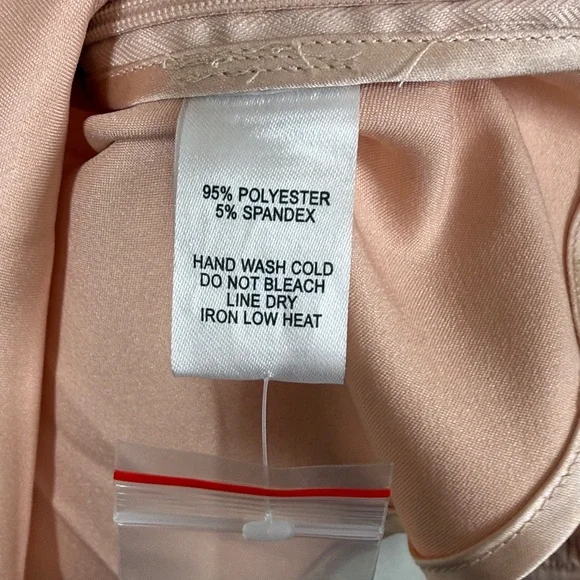 95% POLYESTER
5% SPANDEX
HAND WASH COLD
DO NOT BLEACH
LINE DRY
IRON LOW HEAT